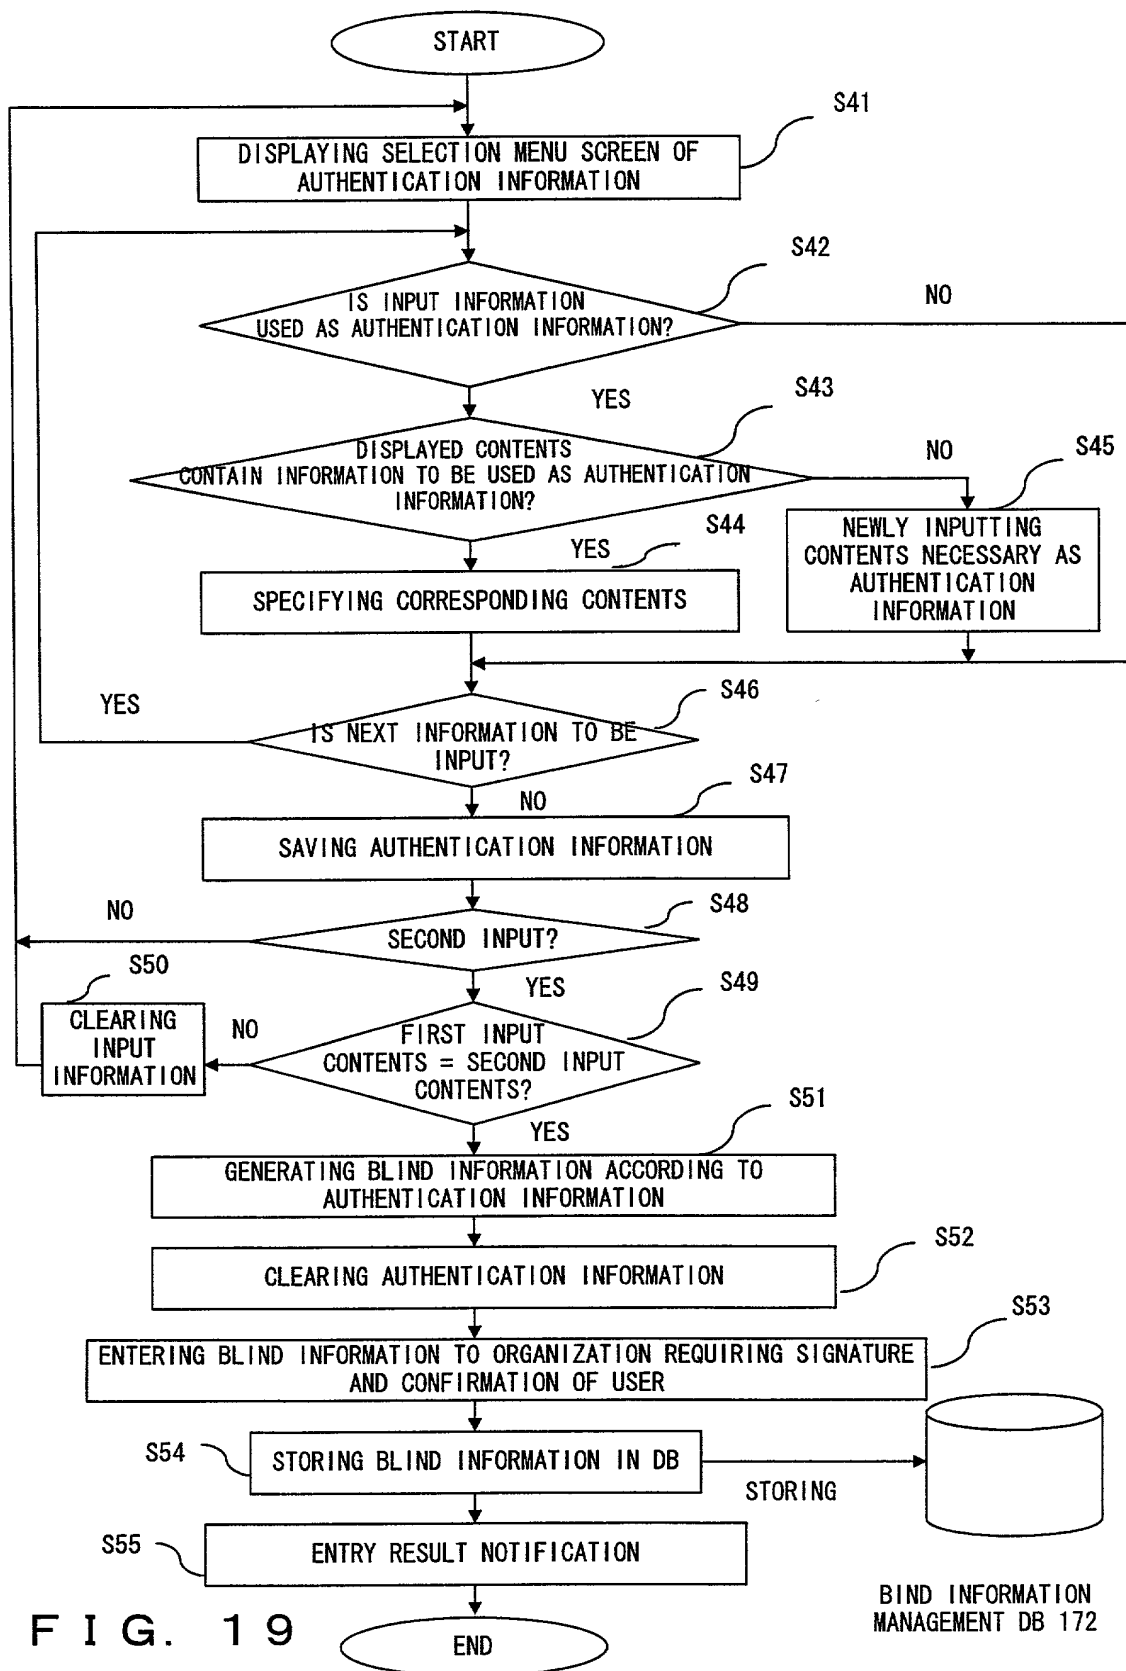 START
S41
DISPLAYING SELECTION MENU SCREEN OF
AUTHENTICATION INFORMATION
S42
IS INPUT INFORMATION
USED AS AUTHENTICATION INFORMATION?
NO
YES
S43
DISPLAYED CONTENTS
CONTAIN INFORMATION TO BE USED AS AUTHENTICATION
INFORMATION?
NO
S45
NEWLY INPUTTING
CONTENTS NECESSARY AS
AUTHENTICATION
INFORMATION
YES
S44
SPECIFYING CORRESPONDING CONTENTS
YES
S46
IS NEXT INFORMATION TO BE
INPUT?
NO
S47
SAVING AUTHENTICATION INFORMATION
NO
S48
SECOND INPUT?
S50
YES
S49
CLEARING
INPUT
INFORMATION
NO
FIRST INPUT
CONTENTS = SECOND INPUT
CONTENTS?
YES
S51
GENERATING BLIND INFORMATION ACCORDING TO
AUTHENTICATION INFORMATION
S52
CLEARING AUTHENTICATION INFORMATION
S53
ENTERING BLIND INFORMATION TO ORGANIZATION REQUIRING SIGNATURE
AND CONFIRMATION OF USER
S54
STORING BLIND INFORMATION IN DB
STORING
S55
ENTRY RESULT NOTIFICATION
BIND INFORMATION
MANAGEMENT DB 172
FIG. 19
END